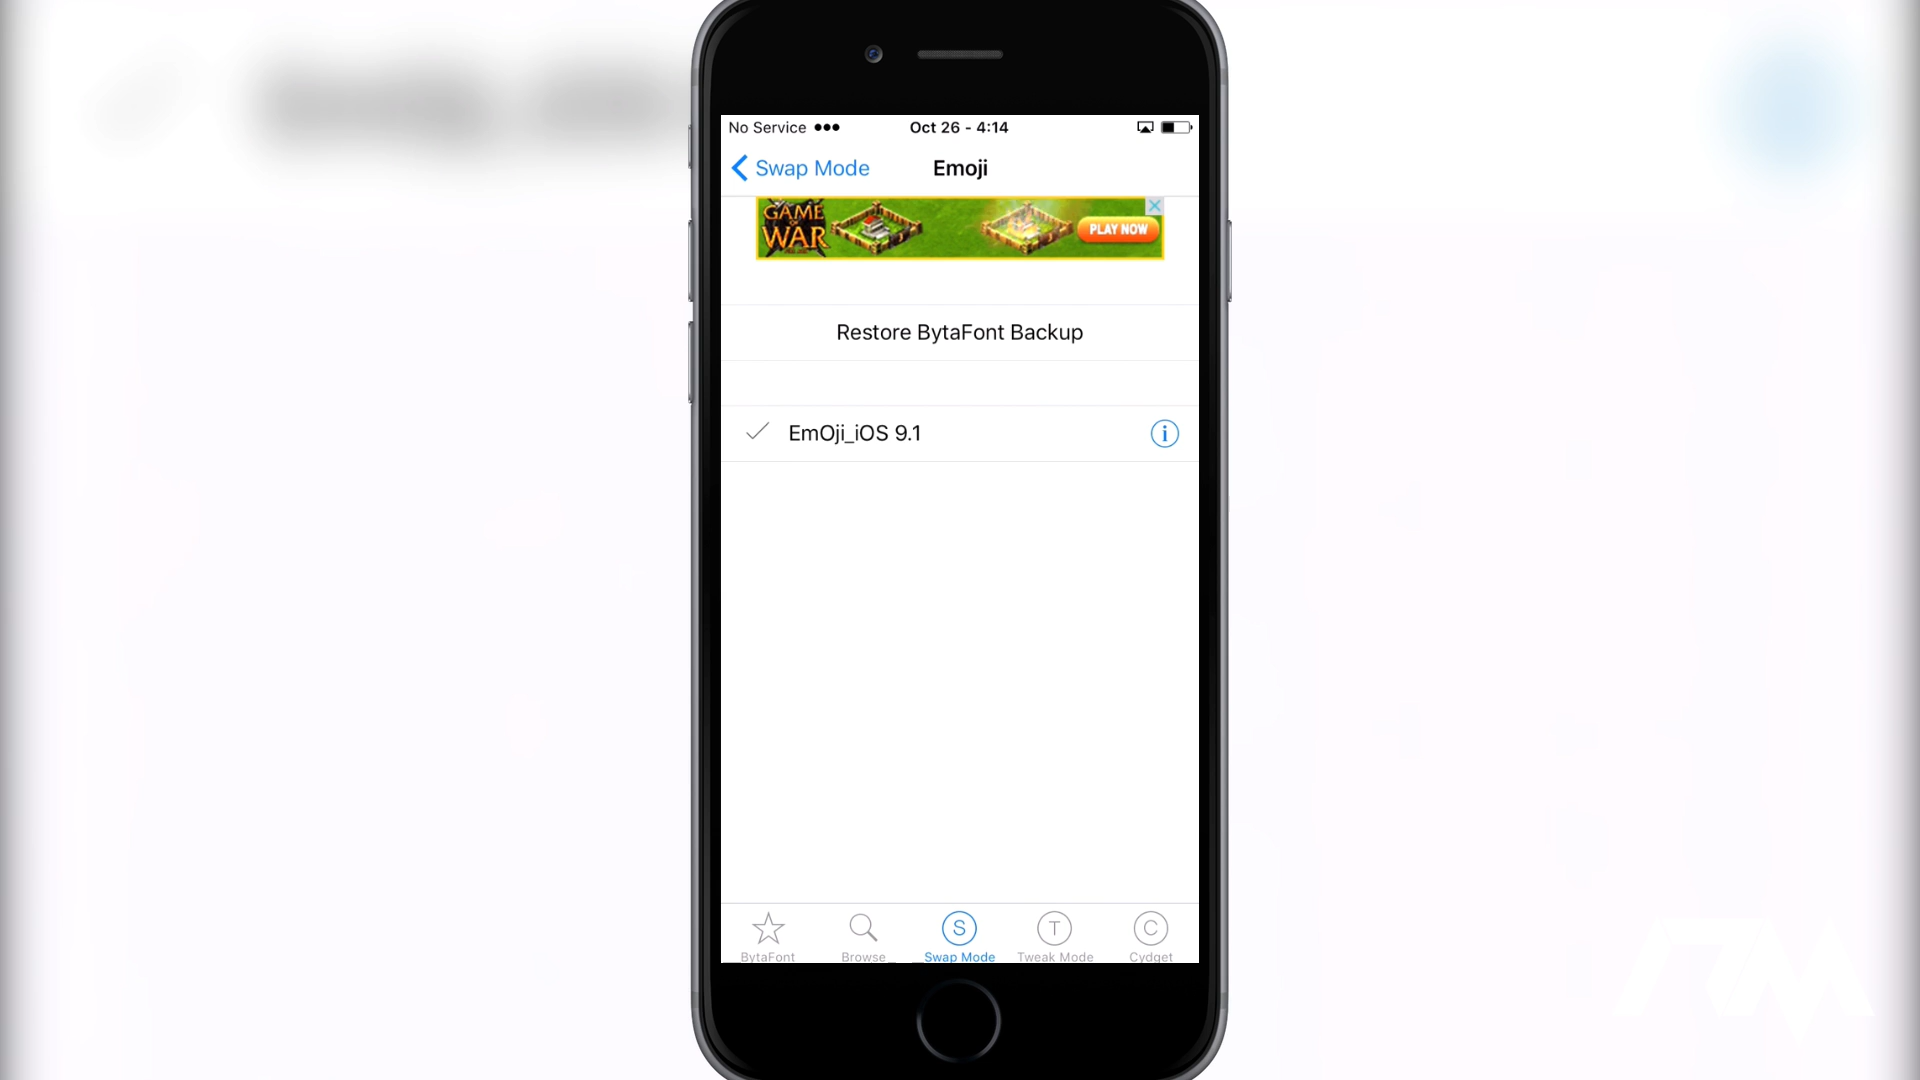 No Service
Oct 26 - 4:14
Swap Mode
Emoji
GAME
OF
WAR
PLAY NOW
Restore BytaFont Backup
EmOji_iOS 9.1
i
S
T
C
BytaFont
Browse
Swap Mode
Tweak Mode
Cydget